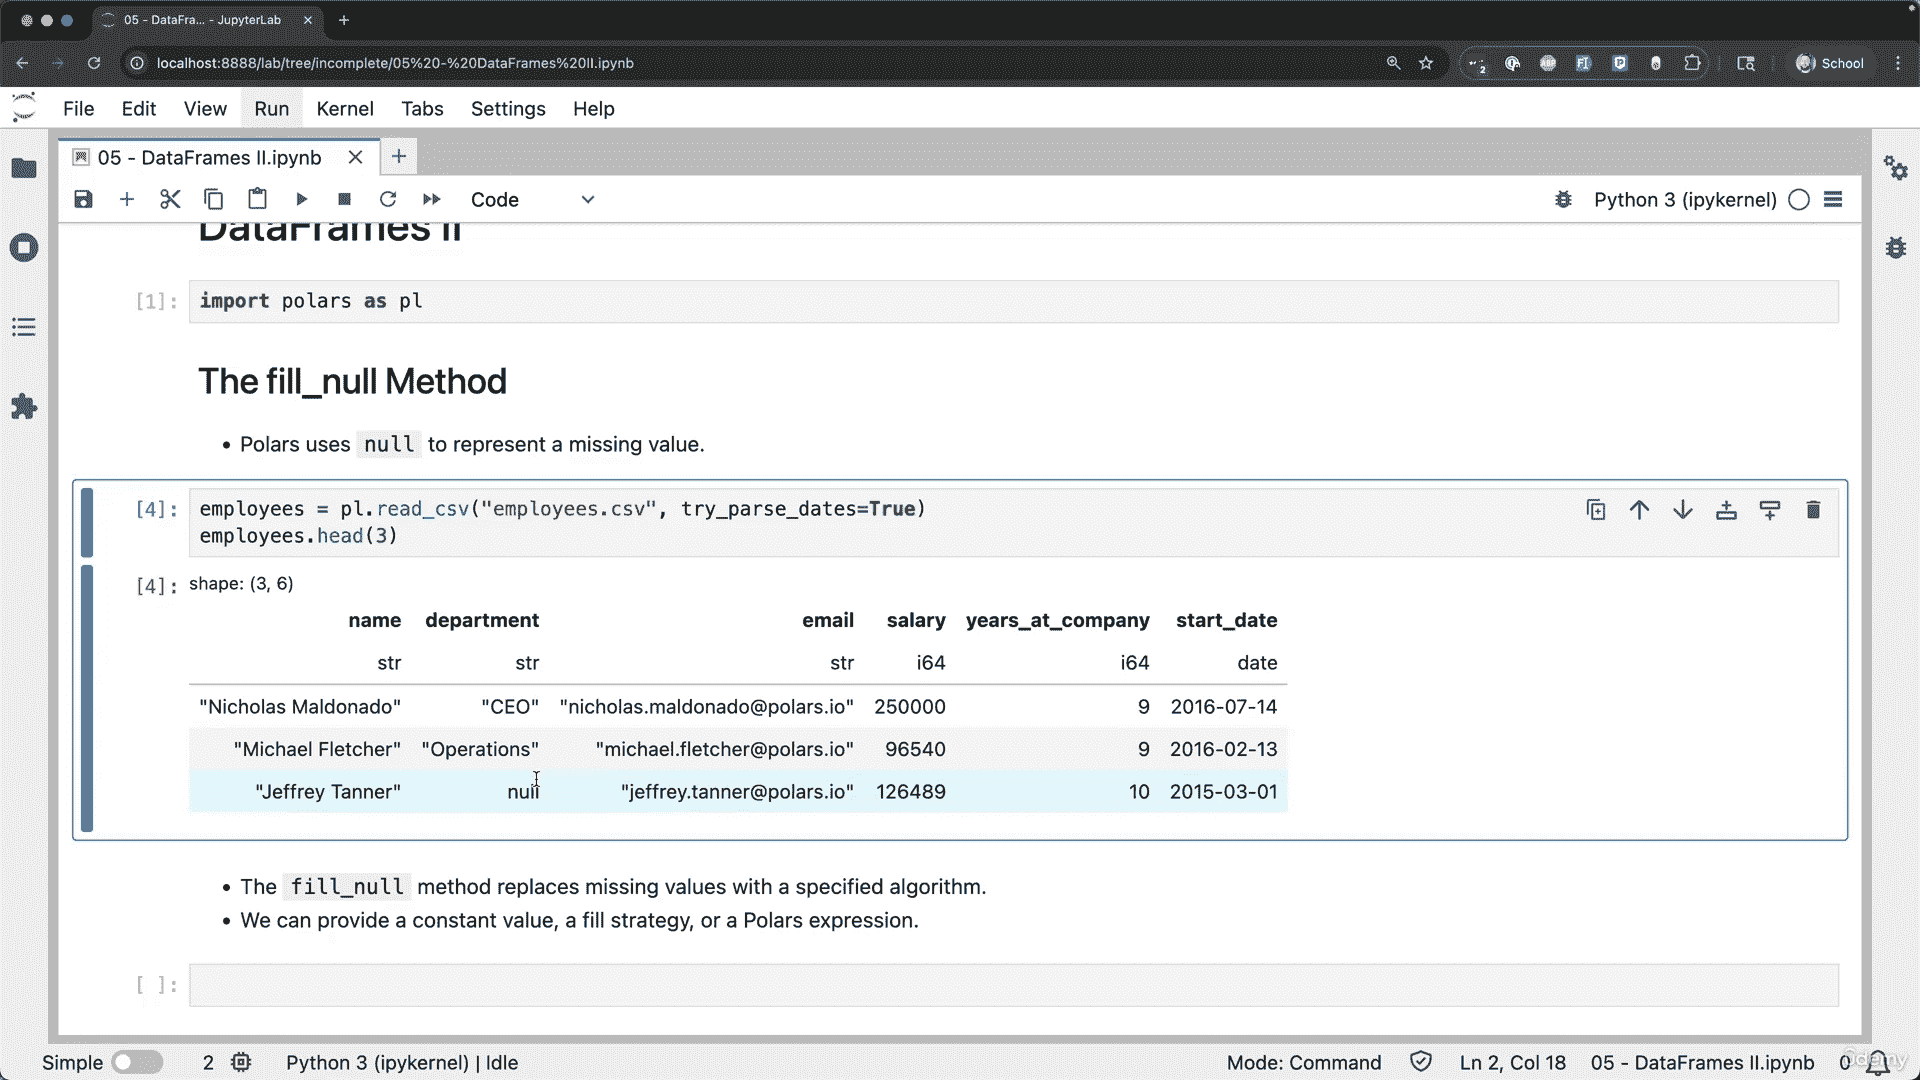 05 - DataFra... - JupyterLab
localhost:8888/lab/tree/incomplete/05%20-%20DataFrames%20II.ipynb
2
ABP
School
File Edit View Run Kernel Tabs Settings Help
05 - DataFrames II.ipynb
Code
Python 3 (ipykernel)
DataFrames II
[1]: import polars as pl
The fill_null Method
• Polars uses null to represent a missing value.
[4]: employees = pl.read_csv("employees.csv", try_parse_dates=True)
employees.head(3)
[4]: shape: (3, 6)
name department email salary years_at_company start_date
str str str i64 i64 date
"Nicholas Maldonado" "CEO" "nicholas.maldonado@polars.io" 250000 9 2016-07-14
"Michael Fletcher" "Operations" "michael.fletcher@polars.io" 96540 9 2016-02-13
"Jeffrey Tanner" null "jeffrey.tanner@polars.io" 126489 10 2015-03-01
• The fill_null method replaces missing values with a specified algorithm.
• We can provide a constant value, a fill strategy, or a Polars expression.
[ ]:
Simple 2 Python 3 (ipykernel) | Idle Mode: Command Ln 2, Col 18 05 - DataFrames II.ipynb 0
Udemy